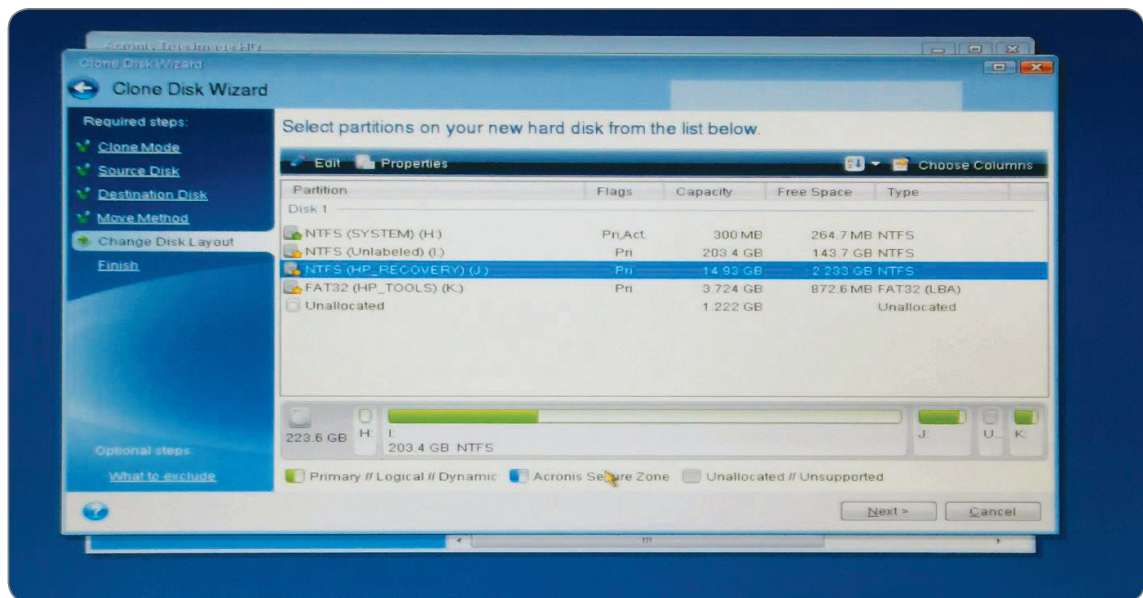 Clone Disk Wizard
Clone Disk Wizard
Required steps:
Clone Mode
Source Disk
Destination Disk
Move Method
Change Disk Layout
Finish
Optional steps:
What to exclude
Select partitions on your new hard disk from the list below.
Edit Properties Choose Columns
Partition Flags Capacity Free Space Type
Disk 1
NTFS (SYSTEM) (H:) Pri,Act. 300 MB 264.7 MB NTFS
NTFS (Unlabeled) (I:) Pri 203.4 GB 143.7 GB NTFS
NTFS (HP_RECOVERY) (J:) Pri 14.93 GB 2.233 GB NTFS
FAT32 (HP_TOOLS) (K:) Pri 3.724 GB 872.6 MB FAT32 (LBA)
Unallocated 1.222 GB Unallocated
223.6 GB H: I: J: U... K:
203.4 GB NTFS
Primary // Logical // Dynamic Acronis Secure Zone Unallocated // Unsupported
Next > Cancel